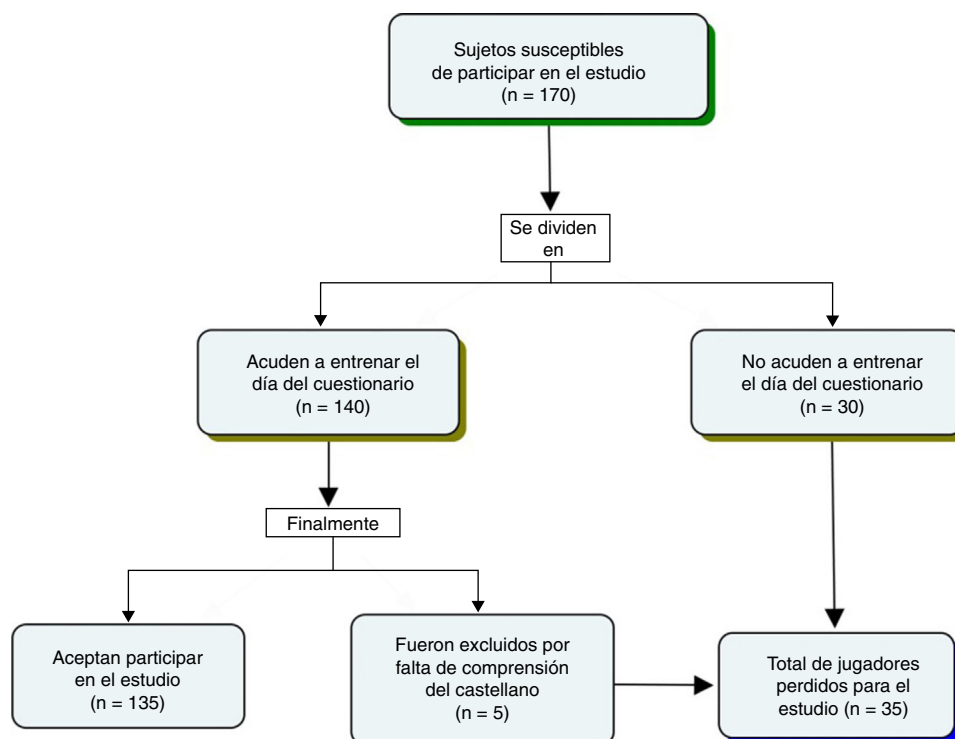 Sujetos susceptibles
de participar en el estudio
(n = 170)
Se dividen
en
Acuden a entrenar el
día del cuestionario
(n = 140)
No acuden a entrenar
el día del cuestionario
(n = 30)
Finalmente
Aceptan participar
en el estudio
(n = 135)
Fueron excluidos por
falta de comprensión
del castellano
(n = 5)
Total de jugadores
perdidos para el
estudio (n = 35)